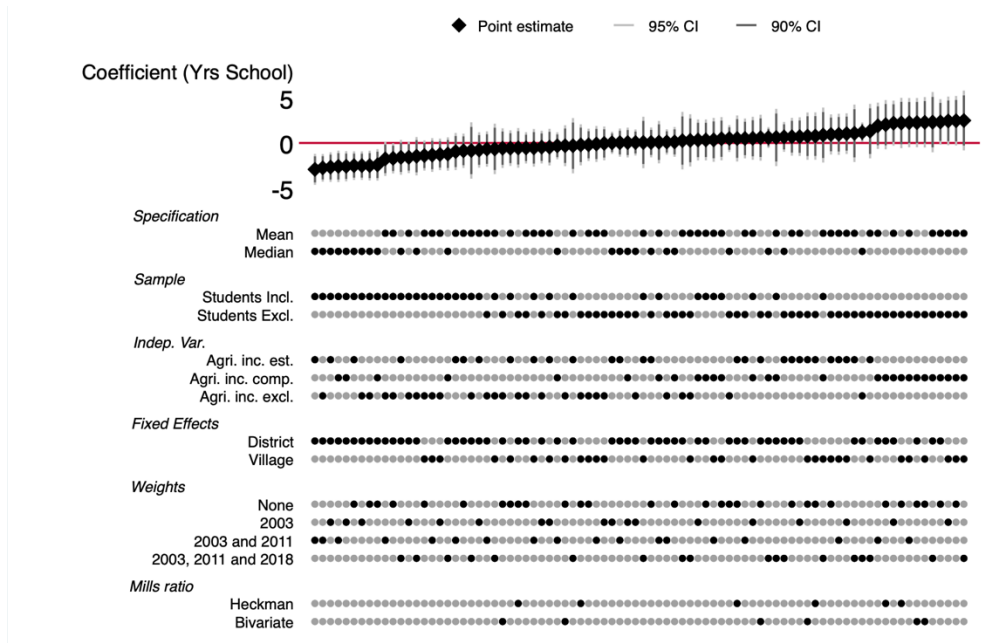 Point estimate 95% CI 90% CI
Coefficient (Yrs School)
5
0
-5
Specification
Mean
Median
Sample
Students Incl.
Students Excl.
Indep. Var.
Agri. inc. est.
Agri. inc. comp.
Agri. inc. excl.
Fixed Effects
District
Village
Weights
None
2003
2003 and 2011
2003, 2011 and 2018
Mills ratio
Heckman
Bivariate